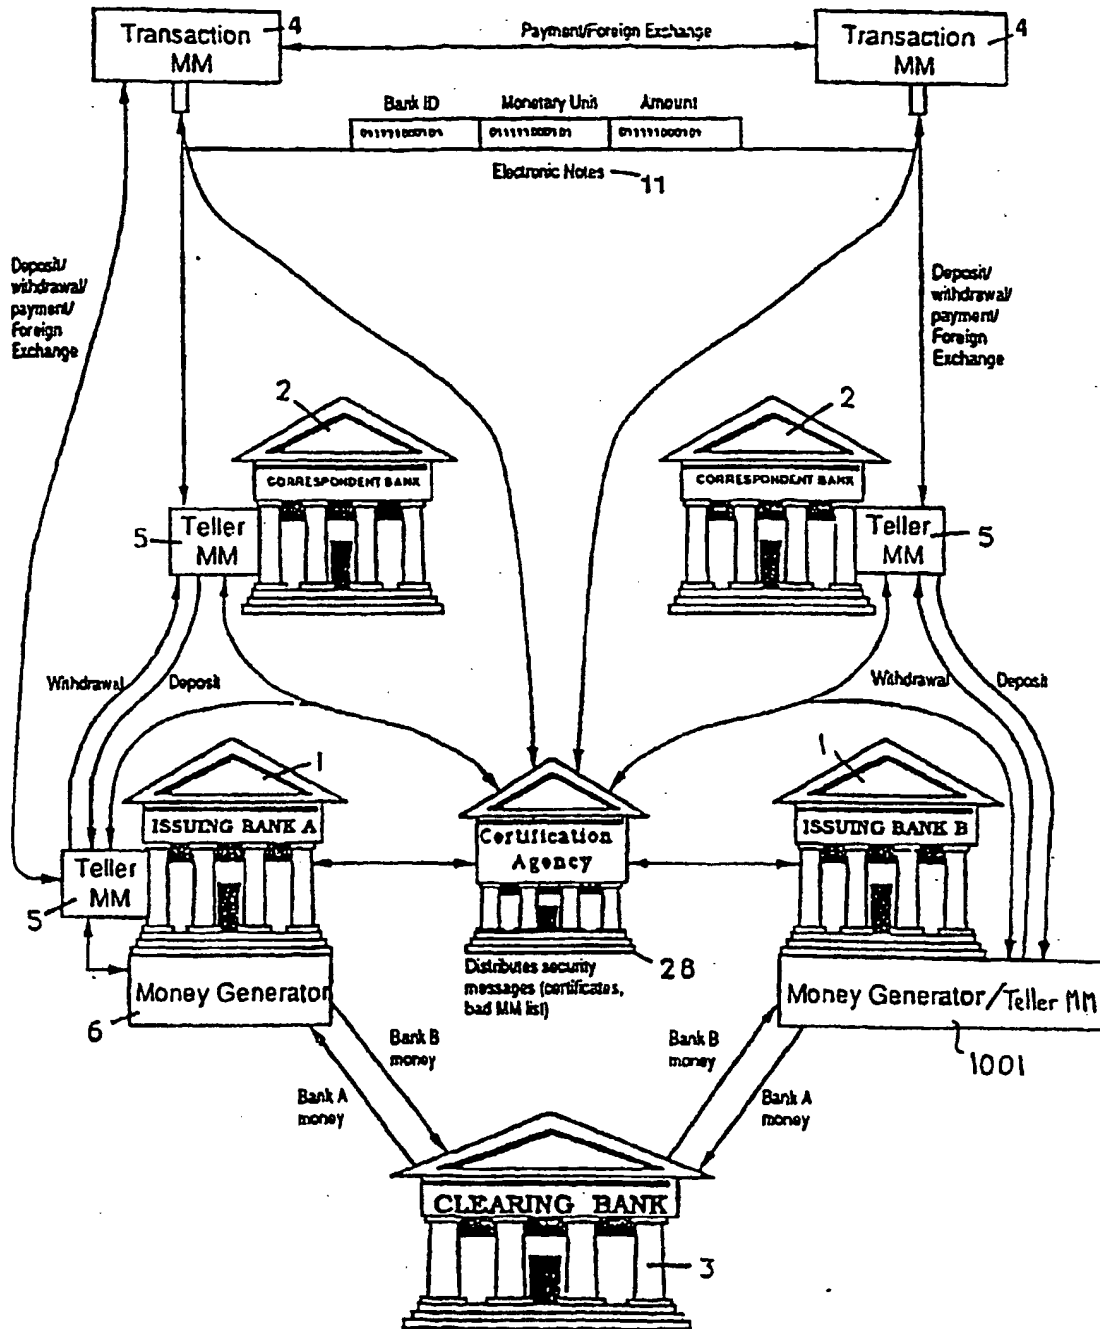 4
Transaction
MM
Payment/Foreign Exchange
4
Transaction
MM
Bank ID
Monetary Unit
Amount
011111000101
011111000101
011111000101
Electronic Notes
11
Deposit/
withdrawal/
payment/
Foreign
Exchange
Deposit/
withdrawal/
payment/
Foreign
Exchange
2
CORRESPONDENT BANK
2
CORRESPONDENT BANK
5
Teller
MM
Teller
MM
5
Withdrawal
Deposit
Withdrawal
Deposit
1
ISSUING BANK A
Certification
Agency
1
ISSUING BANK B
Teller
MM
5
28
Distributes security
messages (certificates,
bad MM list)
Money Generator
6
Money Generator/Teller MM
1001
Bank B
money
Bank A
money
Bank B
money
Bank A
money
CLEARING BANK
3